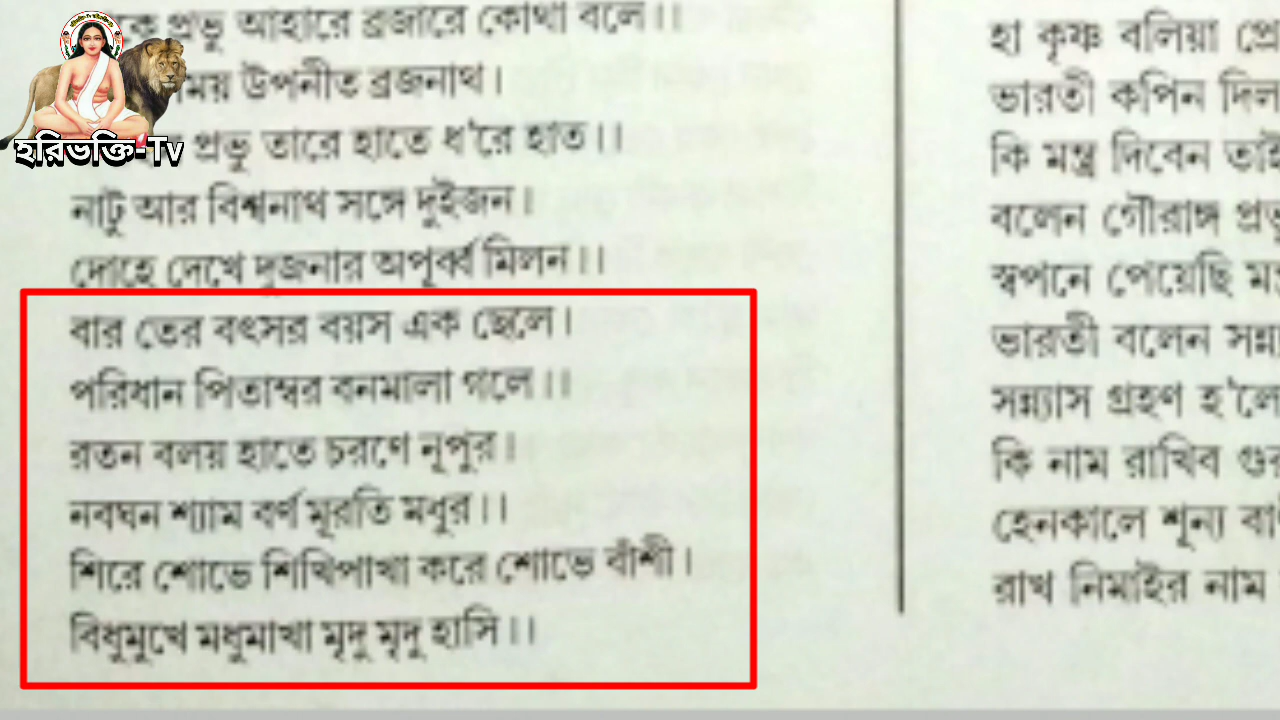 প্রভু আহারে ব্রজারে কোথা বলে।।
উপনীত ব্রজনাথ।
প্রভু তারে হাতে ধ'রে হাত।।
নাটু আর বিশ্বনাথ সঙ্গে দুইজন।
দোহে দেখে দুজনার অপূর্ব্ব মিলন।।
বার তের বৎসর বয়স এক ছেলে।
পরিধান পিতাম্বর বনমালা গলে।।
রতন বলয় হাতে চরণে নূপুর।
নবঘন শ্যাম বর্ণ মূরতি মধুর।।
শিরে শোভে শিখিপাখা করে শোভে বাঁশী।
বিধুমুখে মধুমাখা মৃদু মৃদু হাসি।।
হরিভক্তি-Tv
হা কৃষ্ণ বলিয়া
ভারতী কপিন দিল
কি মন্ত্র দিবেন
বলেন গৌরাঙ্গ প্রভু
স্বপনে পেয়েছি
ভারতী বলেন
সন্ন্যাস গ্রহণ হ'লে
কি নাম রাখিব
হেনকালে শূন্য
রাখ নিমাইর নাম